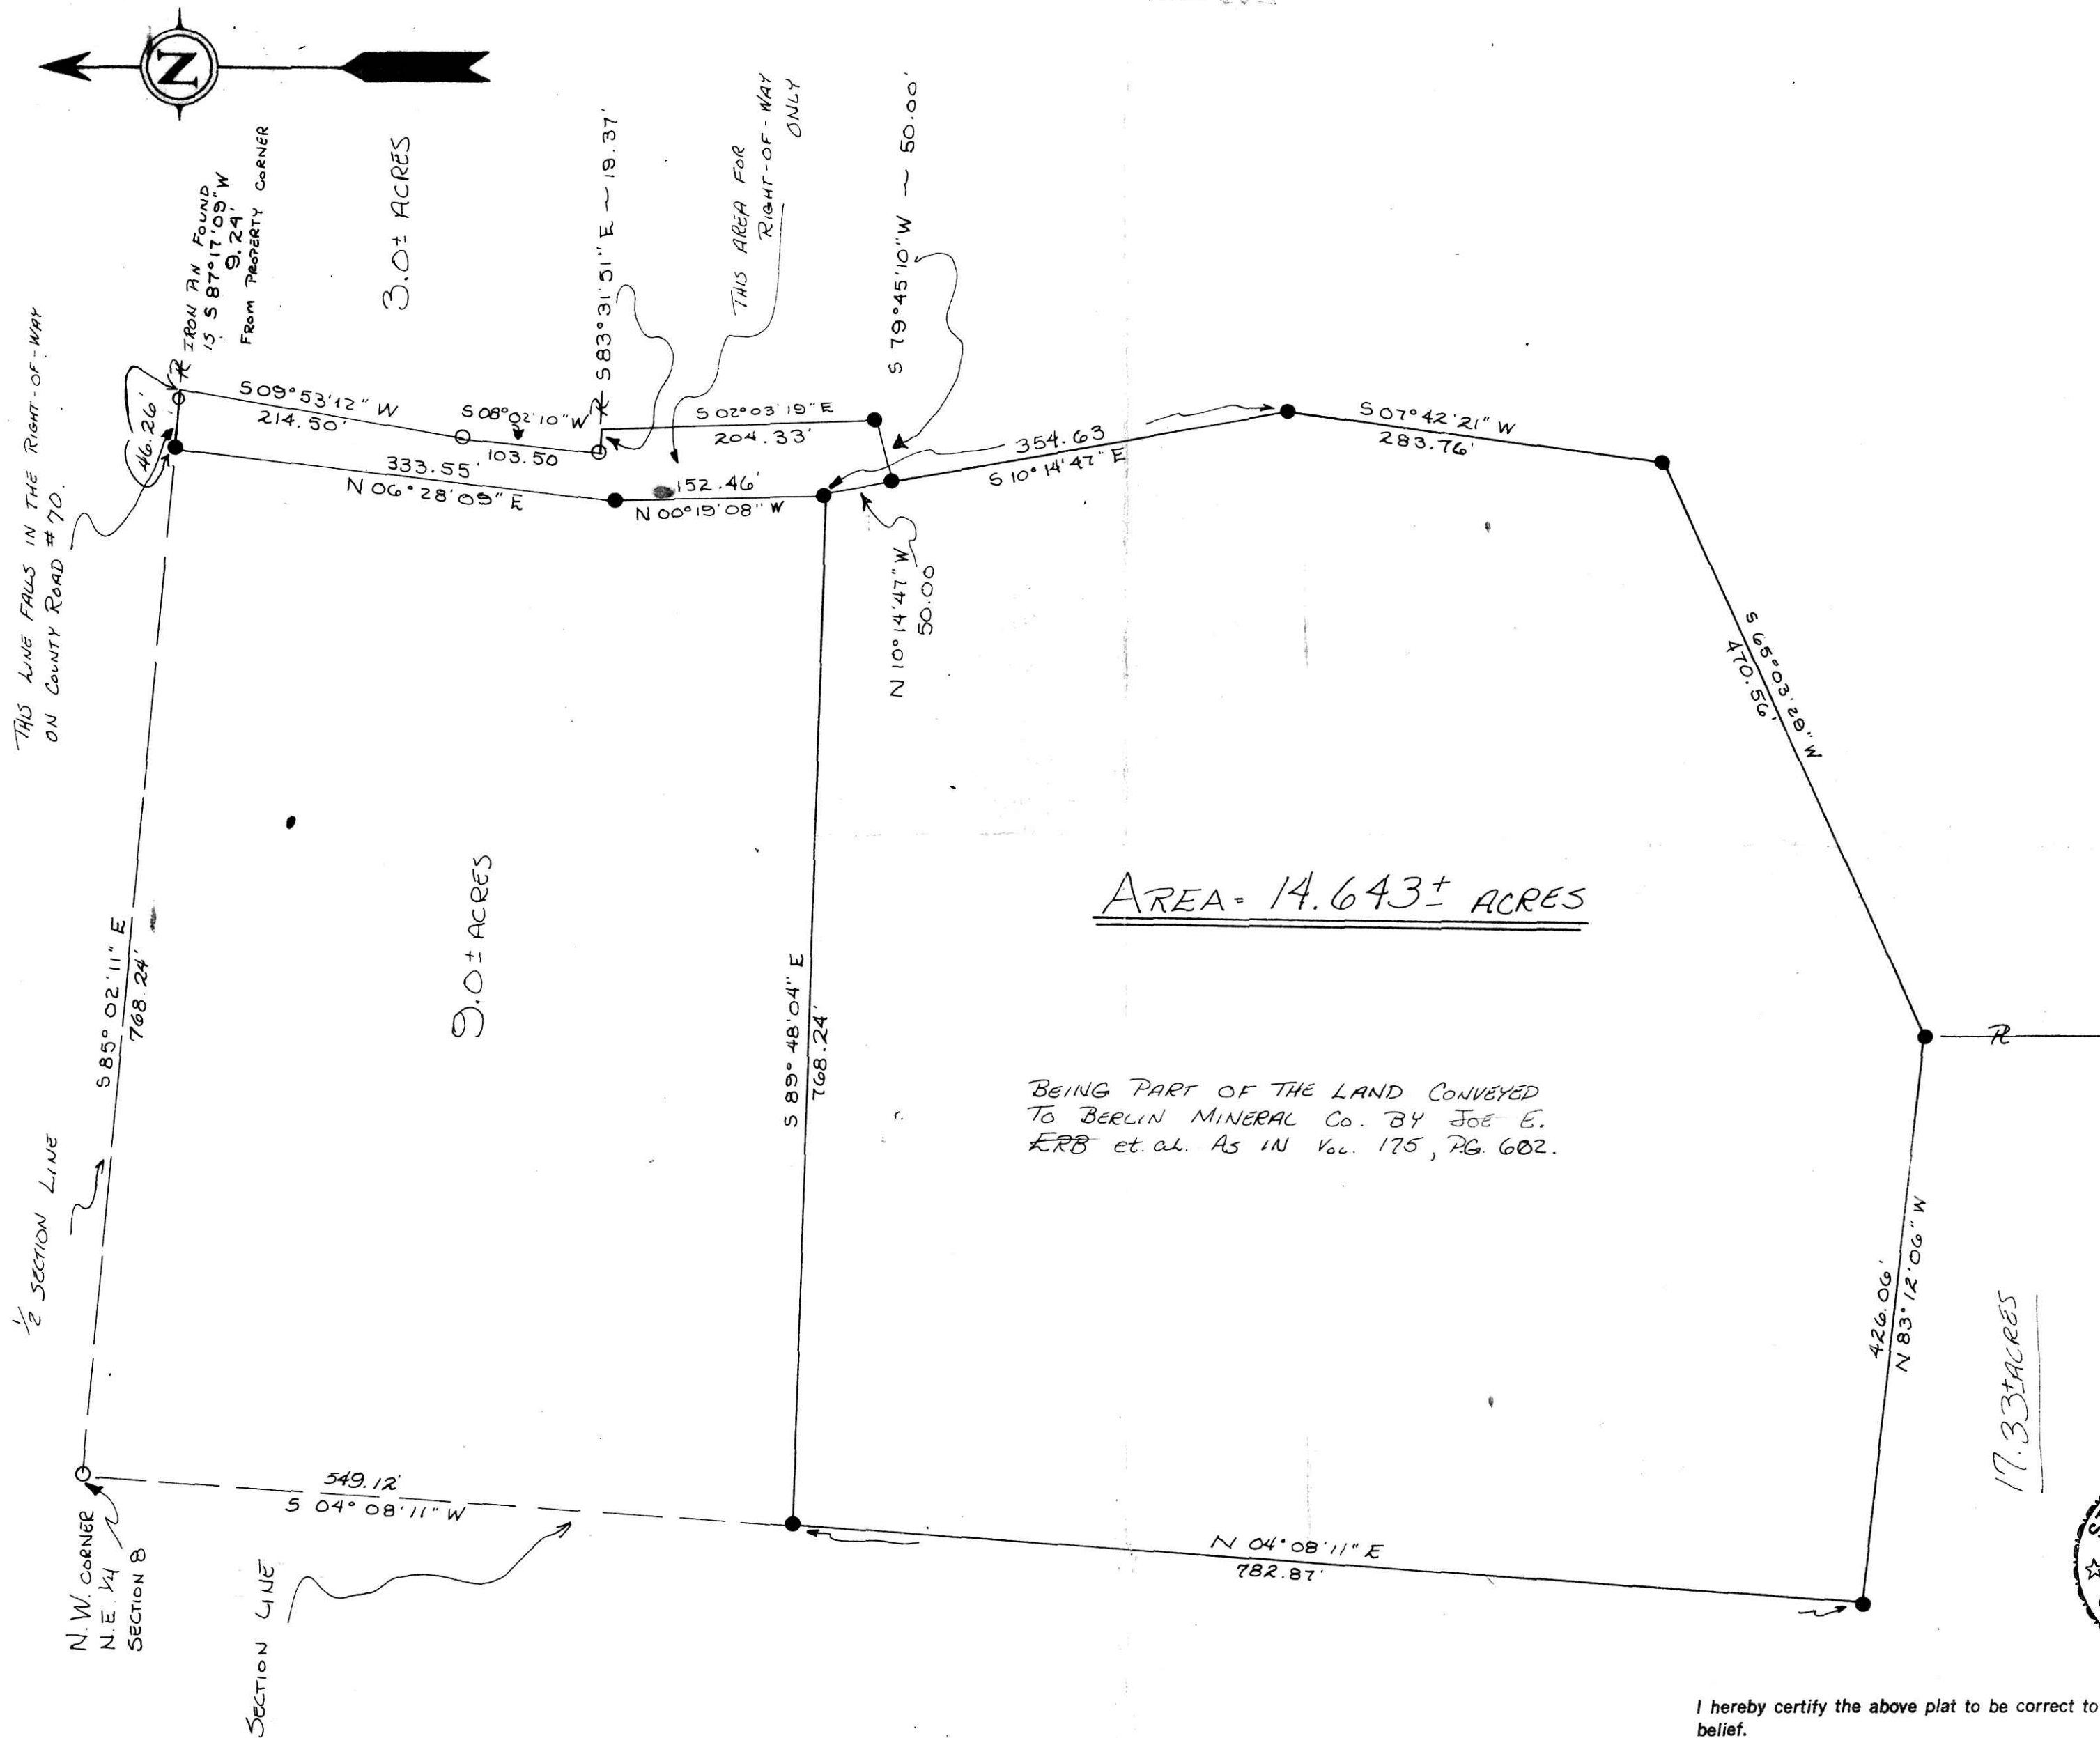 N
IRON PIN FOUND
IS S 87°17'09" W
9.24'
FROM PROPERTY CORNER
3.0± ACRES
S 83°31'51" E ~ 19.37'
THIS AREA FOR
RIGHT-OF-WAY
ONLY
S 79°45'10" W ~ 50.00'
THIS LINE FALLS IN THE RIGHT-OF-WAY
ON COUNTY ROAD #70.
46.26'
S 09°53'12" W
214.50'
S 08°02'10" W
103.50
S 02°03'19" E
204.33'
333.55'
N 06°28'09" E
152.46'
N 00°19'08" W
354.63
S 10°14'47" E
S 07°42'21" W
283.76'
N 10°14'47" W
50.00
S 65°03'28" W
470.56'
S 85°02'11" E
768.24'
9.0± ACRES
S 89°48'04" E
768.24'
AREA = 14.643± ACRES
BEING PART OF THE LAND CONVEYED
TO BERLIN MINERAL Co. BY JOE E.
ERB et. al. AS IN VOL. 175, PG. 602.
1/2 SECTION LINE
426.06'
N 83°12'06" W
17.33± ACRES
549.12'
S 04°08'11" W
N.W. CORNER
N.E. 1/4
SECTION 8
SECTION LINE
N 04°08'11" E
782.87'
I hereby certify the above plat to be correct to
belief.